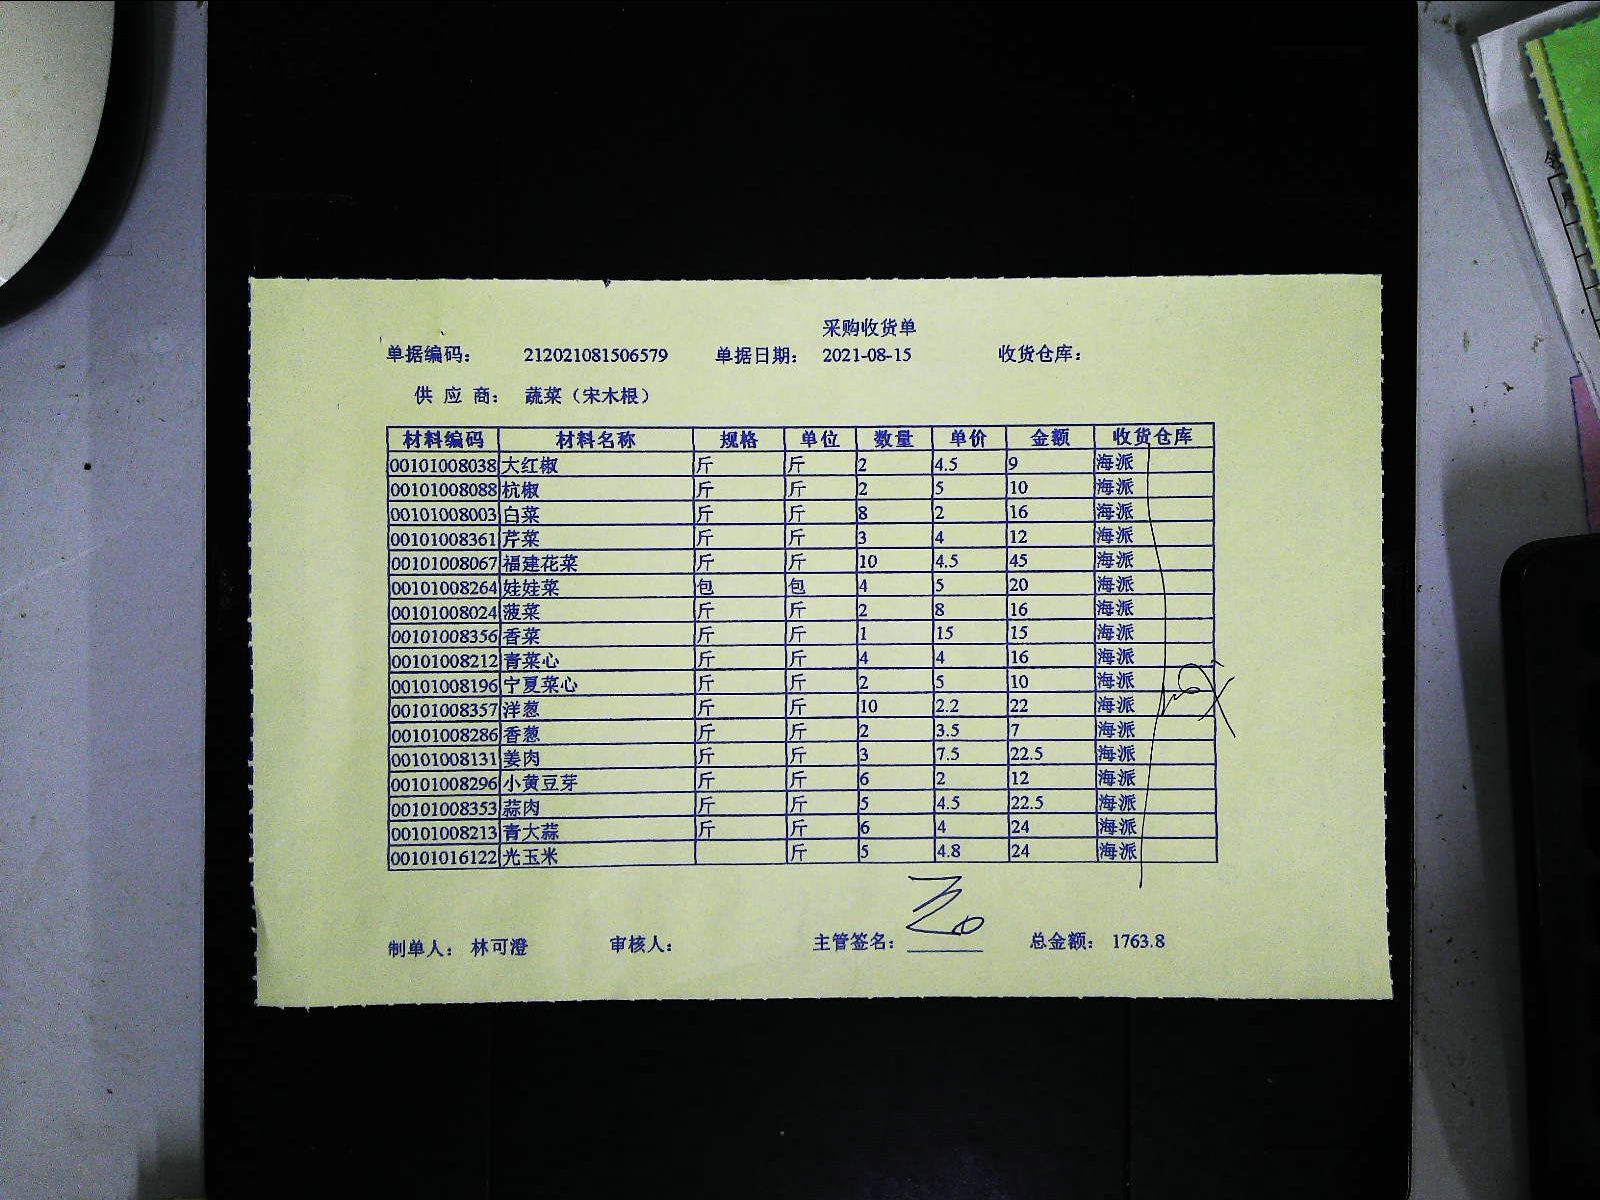 采购收货单
单据编码： 212021081506579 单据日期： 2021-08-15 收货仓库：
供 应 商： 蔬菜（宋木根）
材料编码 材料名称 规格 单位 数量 单价 金额 收货仓库
00101008038 大红椒 斤 斤 2 4.5 9 海派
00101008088 杭椒 斤 斤 2 5 10 海派
00101008003 白菜 斤 斤 8 2 16 海派
00101008361 芹菜 斤 斤 3 4 12 海派
00101008067 福建花菜 斤 斤 10 4.5 45 海派
00101008264 娃娃菜 包 包 4 5 20 海派
00101008024 菠菜 斤 斤 2 8 16 海派
00101008356 香菜 斤 斤 1 15 15 海派
00101008212 青菜心 斤 斤 4 4 16 海派
00101008196 宁夏菜心 斤 斤 2 5 10 海派
00101008357 洋葱 斤 斤 10 2.2 22 海派
00101008286 香葱 斤 斤 2 3.5 7 海派
00101008131 姜肉 斤 斤 3 7.5 22.5 海派
00101008296 小黄豆芽 斤 斤 6 2 12 海派
00101008353 蒜肉 斤 斤 5 4.5 22.5 海派
00101008213 青大蒜 斤 斤 6 4 24 海派
00101016122 光玉米 斤 5 4.8 24 海派
制单人： 林可澄 审核人： 主管签名： 总金额： 1763.8